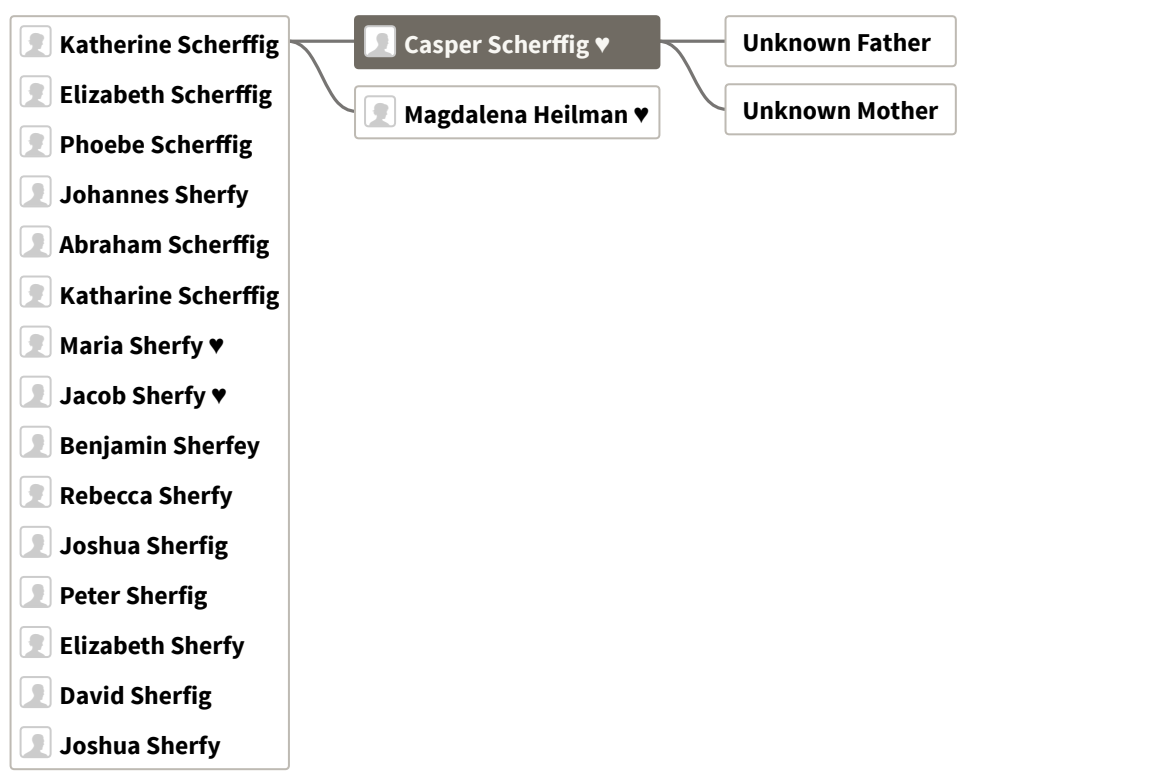 Katherine Scherffig
Elizabeth Scherffig
Phoebe Scherffig
Johannes Sherfy
Abraham Scherffig
Katharine Scherffig
Maria Sherfy ♥
Jacob Sherfy ♥
Benjamin Sherfey
Rebecca Sherfy
Joshua Sherfig
Peter Sherfig
Elizabeth Sherfy
David Sherfig
Joshua Sherfy
Casper Scherffig ♥
Magdalena Heilman ♥
Unknown Father
Unknown Mother